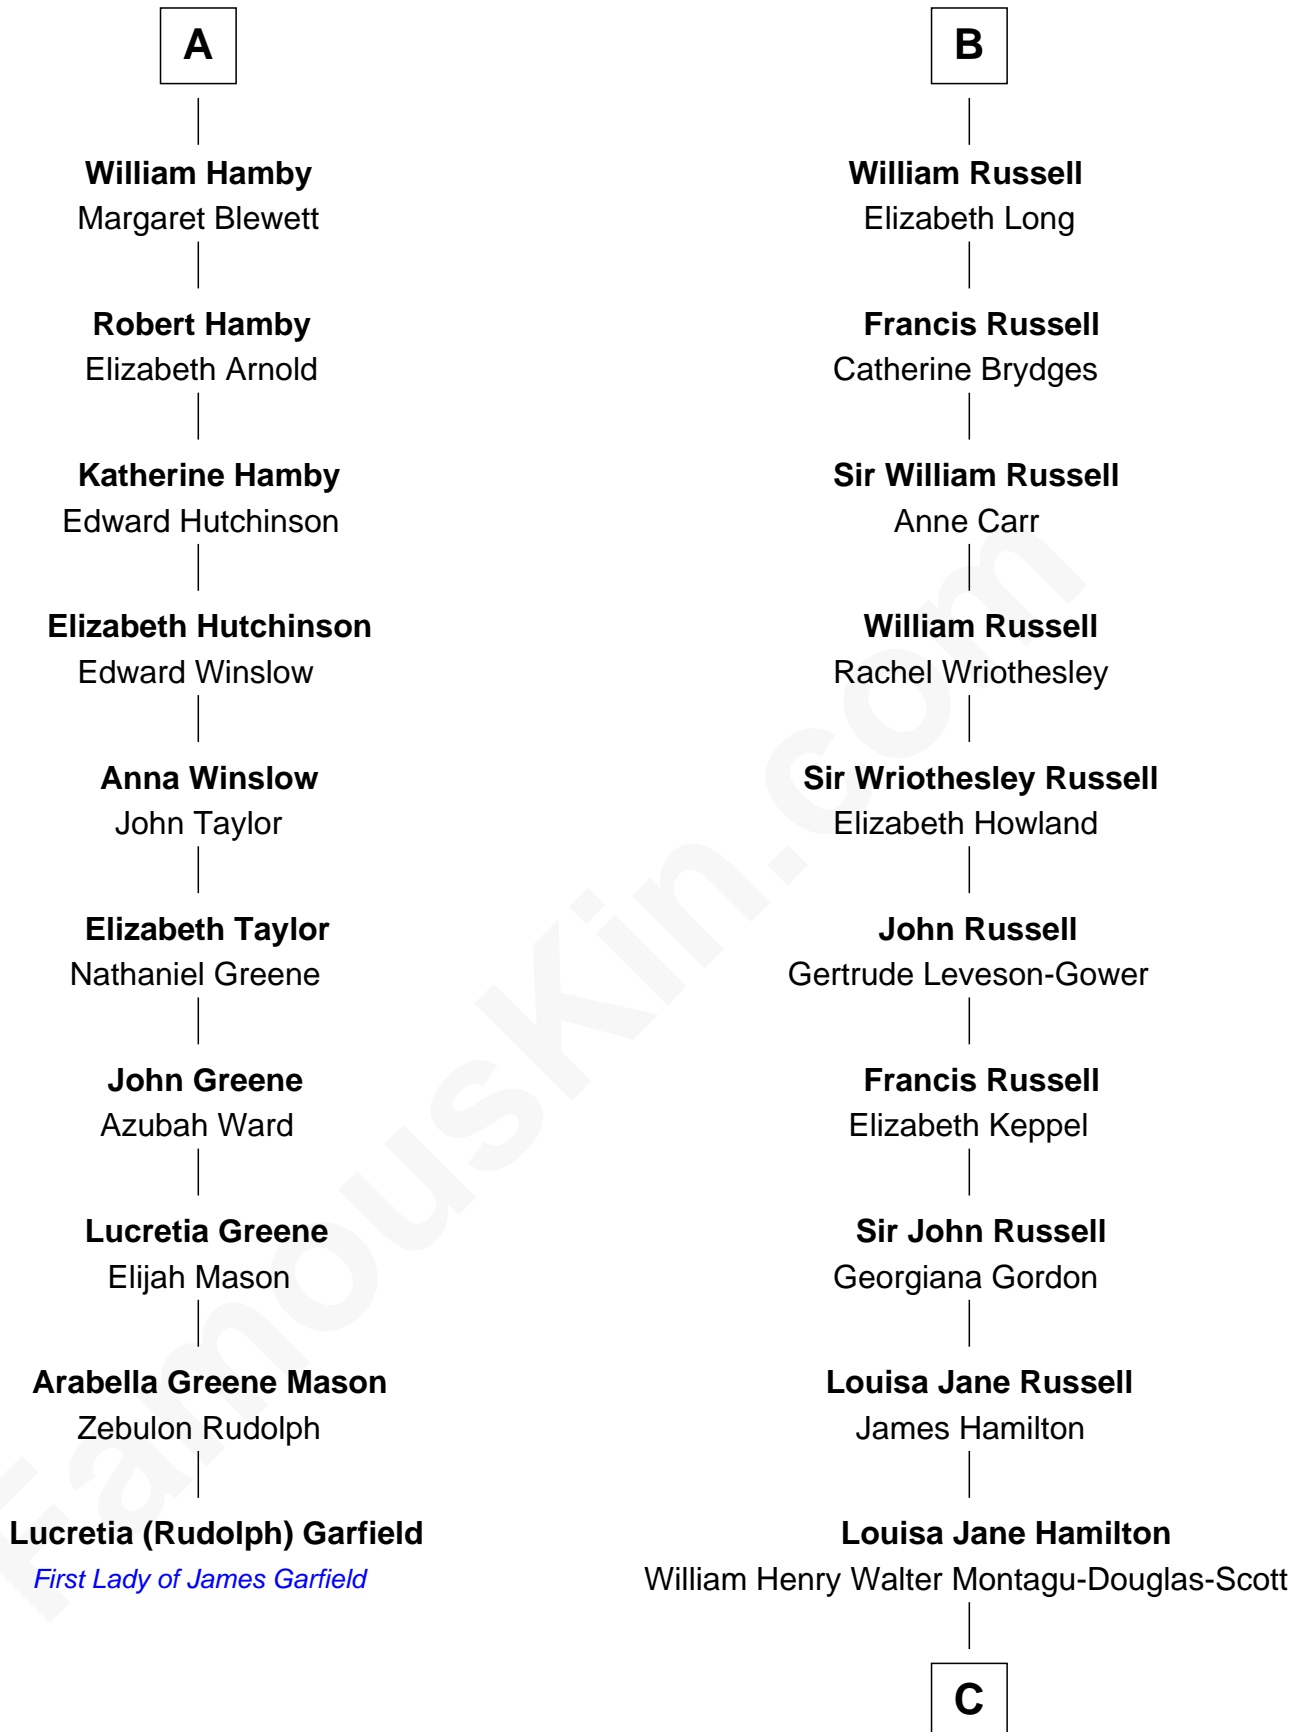 A
William Hamby
Margaret Blewett
Robert Hamby
Elizabeth Arnold
Katherine Hamby
Edward Hutchinson
Elizabeth Hutchinson
Edward Winslow
Anna Winslow
John Taylor
Elizabeth Taylor
Nathaniel Greene
John Greene
Azubah Ward
Lucretia Greene
Elijah Mason
Arabella Greene Mason
Zebulon Rudolph
Lucretia (Rudolph) Garfield
First Lady of James Garfield
B
William Russell
Elizabeth Long
Francis Russell
Catherine Brydges
Sir William Russell
Anne Carr
William Russell
Rachel Wriothesley
Sir Wriothesley Russell
Elizabeth Howland
John Russell
Gertrude Leveson-Gower
Francis Russell
Elizabeth Keppel
Sir John Russell
Georgiana Gordon
Louisa Jane Russell
James Hamilton
Louisa Jane Hamilton
William Henry Walter Montagu-Douglas-Scott
C
FamousKin.com